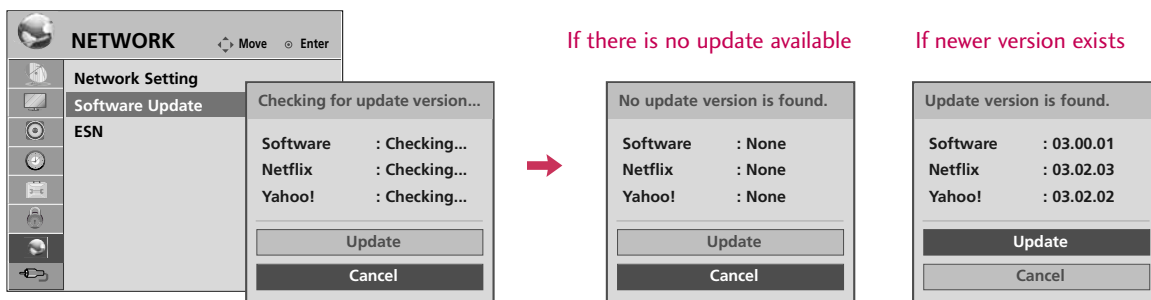 NETWORK Move Enter
Network Setting
Software Update
ESN
Checking for update version...
Software : Checking...
Netflix : Checking...
Yahoo! : Checking...
Update
Cancel
If there is no update available
No update version is found.
Software : None
Netflix : None
Yahoo! : None
Update
Cancel
If newer version exists
Update version is found.
Software : 03.00.01
Netflix : 03.02.03
Yahoo! : 03.02.02
Update
Cancel